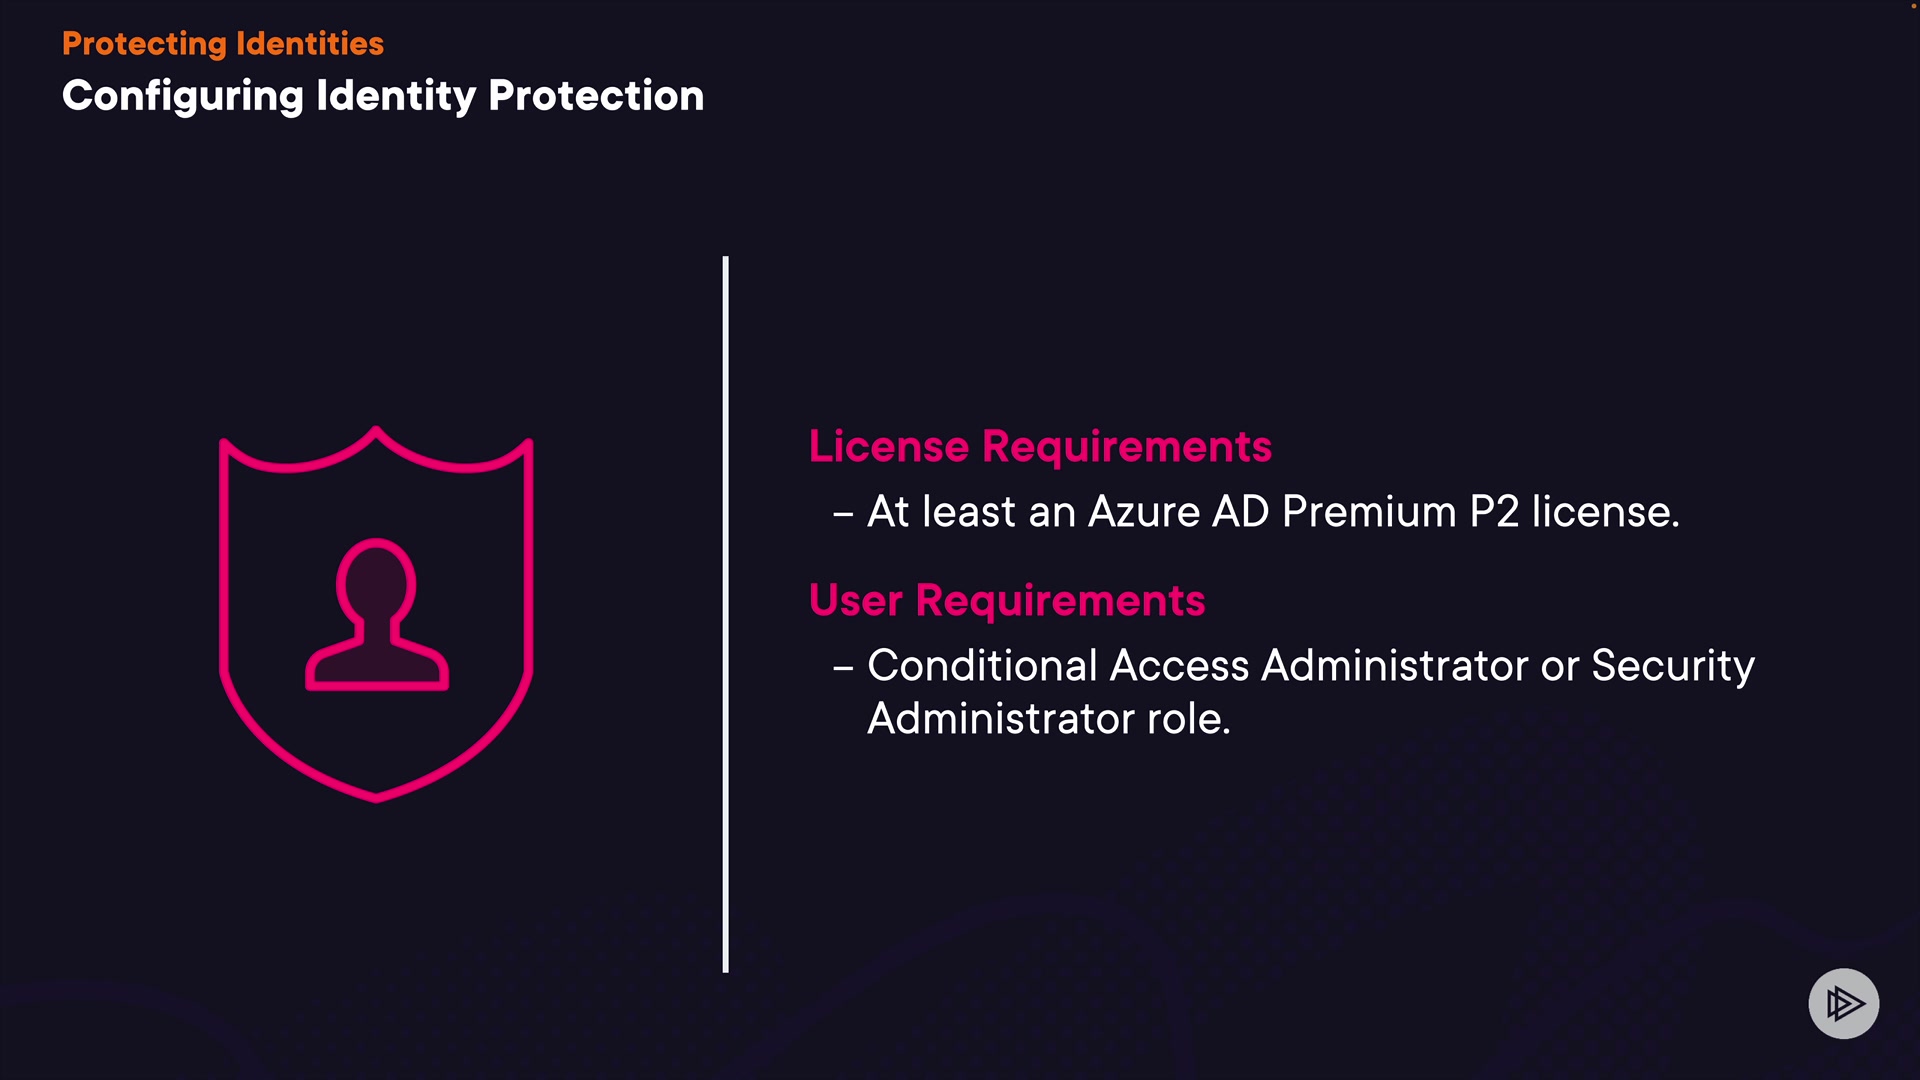 Protecting Identities
Configuring Identity Protection
License Requirements
– At least an Azure AD Premium P2 license.
User Requirements
– Conditional Access Administrator or Security
Administrator role.